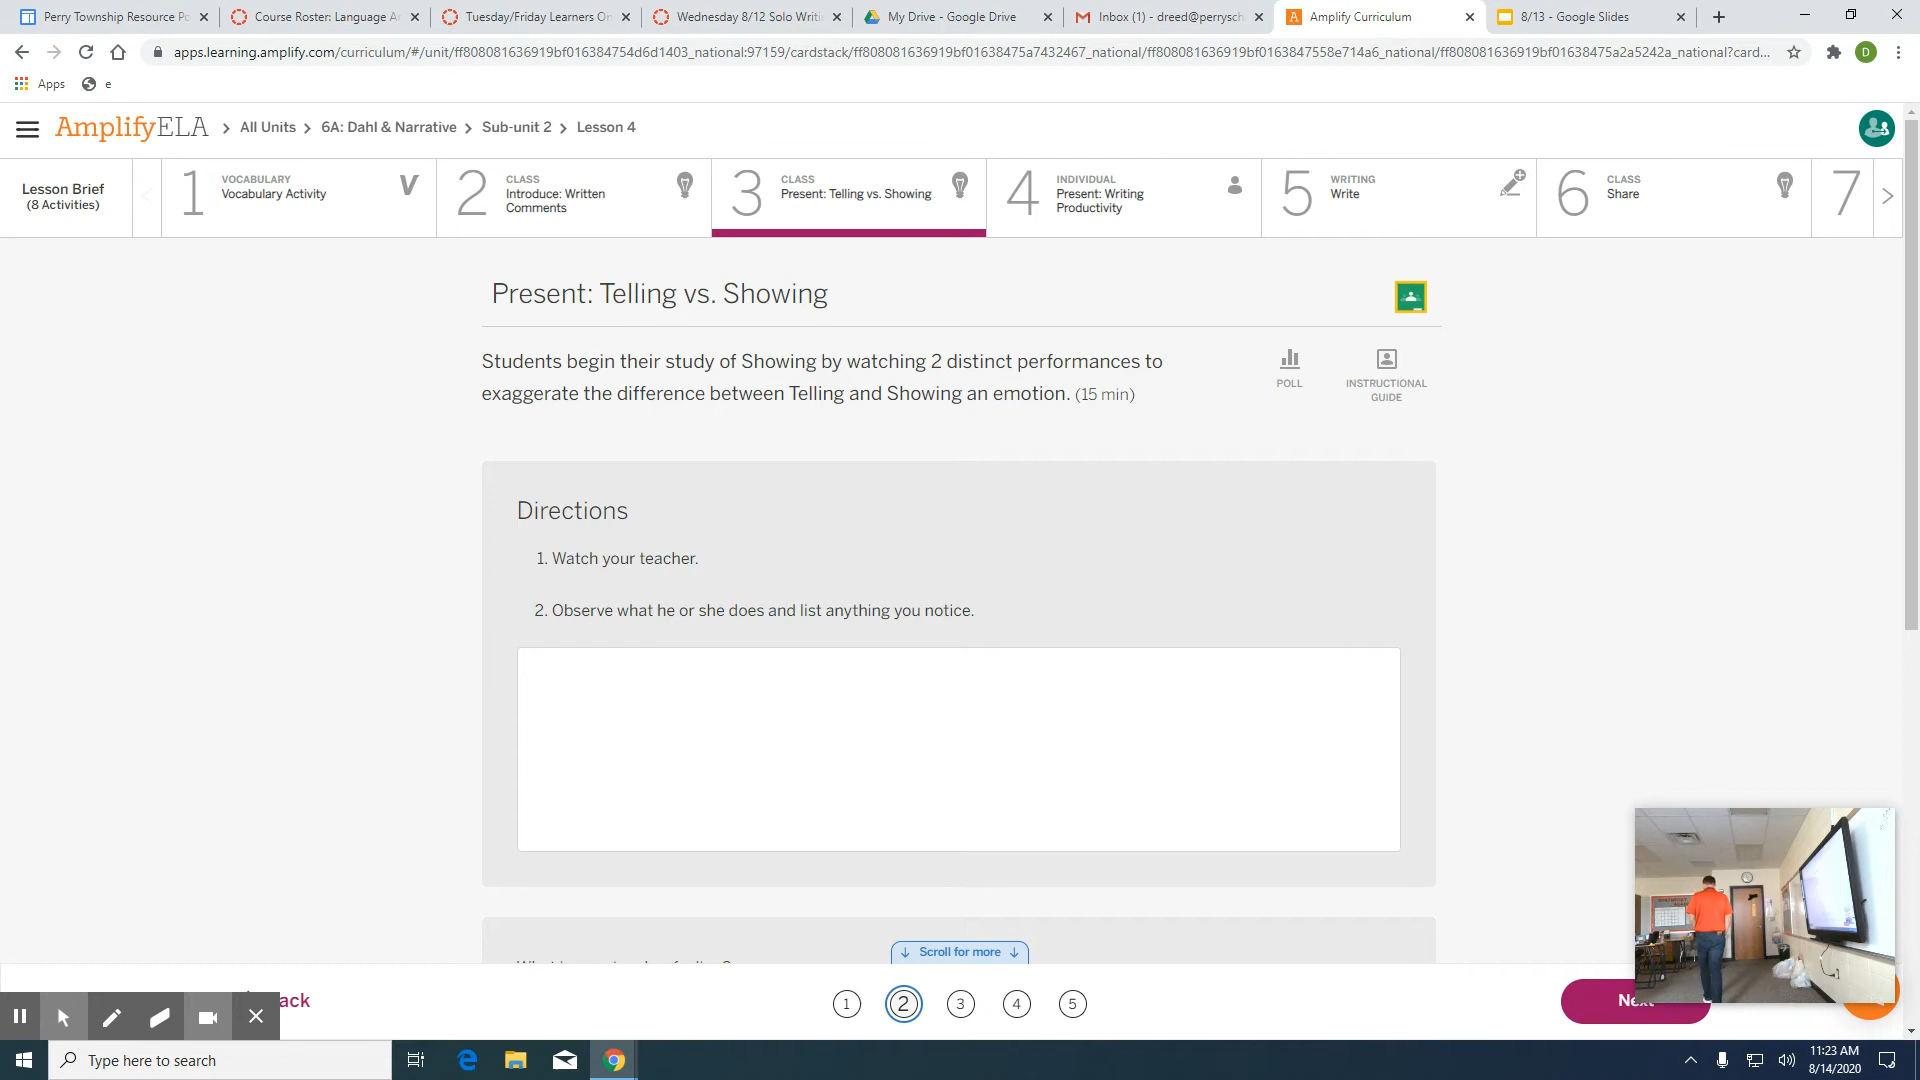 Perry Township Resource Po
Course Roster: Language Ar
Tuesday/Friday Learners On
Wednesday 8/12 Solo Writi
My Drive - Google Drive
Inbox (1) - dreed@perrysch
Amplify Curriculum
8/13 - Google Slides
apps.learning.amplify.com/curriculum/#/unit/ff808081636919bf016384754d6d1403_national:97159/cardstack/ff808081636919bf01638475a7432467_national/ff808081636919bf0163847558e714a6_national/ff808081636919bf01638475a2a5242a_national?card...
D
Apps
e
AmplifyELA
All Units
6A: Dahl & Narrative
Sub-unit 2
Lesson 4
Lesson Brief
(8 Activities)
1
VOCABULARY
Vocabulary Activity
V
2
CLASS
Introduce: Written
Comments
3
CLASS
Present: Telling vs. Showing
4
INDIVIDUAL
Present: Writing
Productivity
5
WRITING
Write
6
CLASS
Share
7
Present: Telling vs. Showing
Students begin their study of Showing by watching 2 distinct performances to
exaggerate the difference between Telling and Showing an emotion. (15 min)
POLL
INSTRUCTIONAL
GUIDE
Directions
1. Watch your teacher.
2. Observe what he or she does and list anything you notice.
Scroll for more
ack
1 2 3 4 5
Next
Type here to search
11:23 AM
8/14/2020